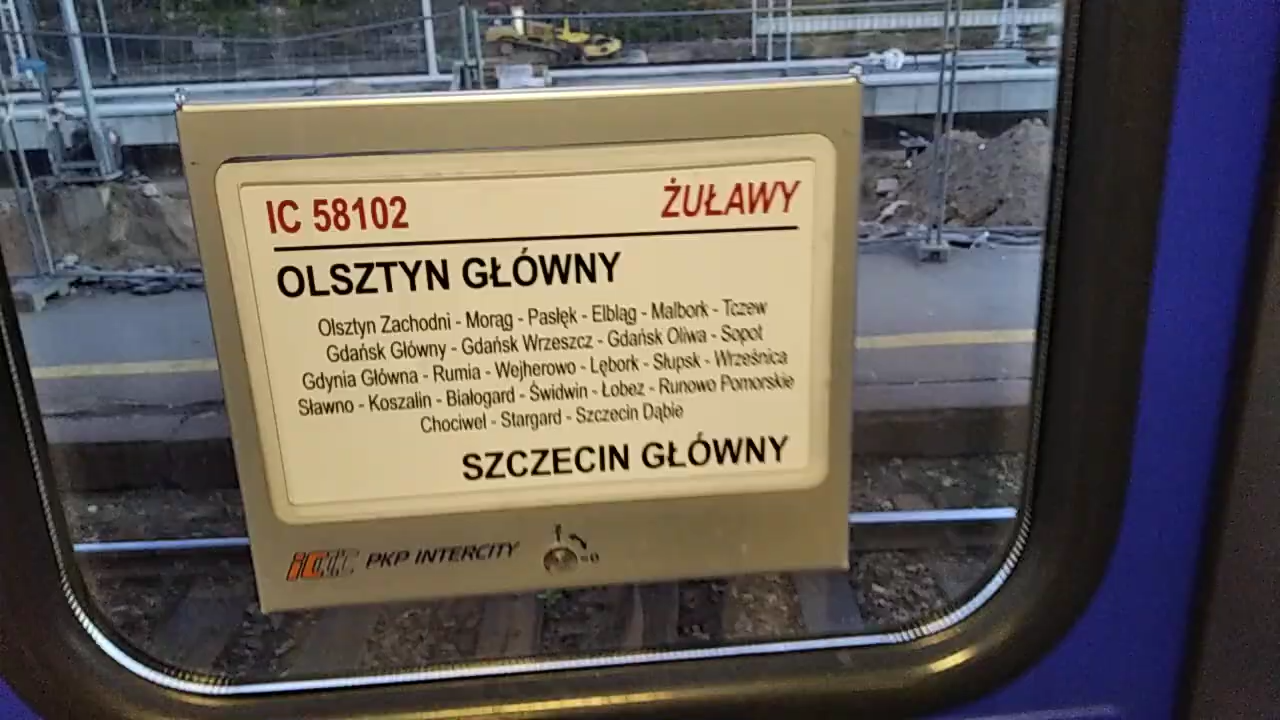 IC 58102 ŻUŁAWY
OLSZTYN GŁÓWNY
Olsztyn Zachodni - Morąg - Pasłęk - Elbląg - Malbork - Tczew
Gdańsk Główny - Gdańsk Wrzeszcz - Gdańsk Oliwa - Sopot
Gdynia Główna - Rumia - Wejherowo - Lębork - Słupsk - Wrześnica
Sławno - Koszalin - Białogard - Świdwin - Łobez - Runowo Pomorskie
Chociwel - Stargard - Szczecin Dąbie
SZCZECIN GŁÓWNY
PKP INTERCITY